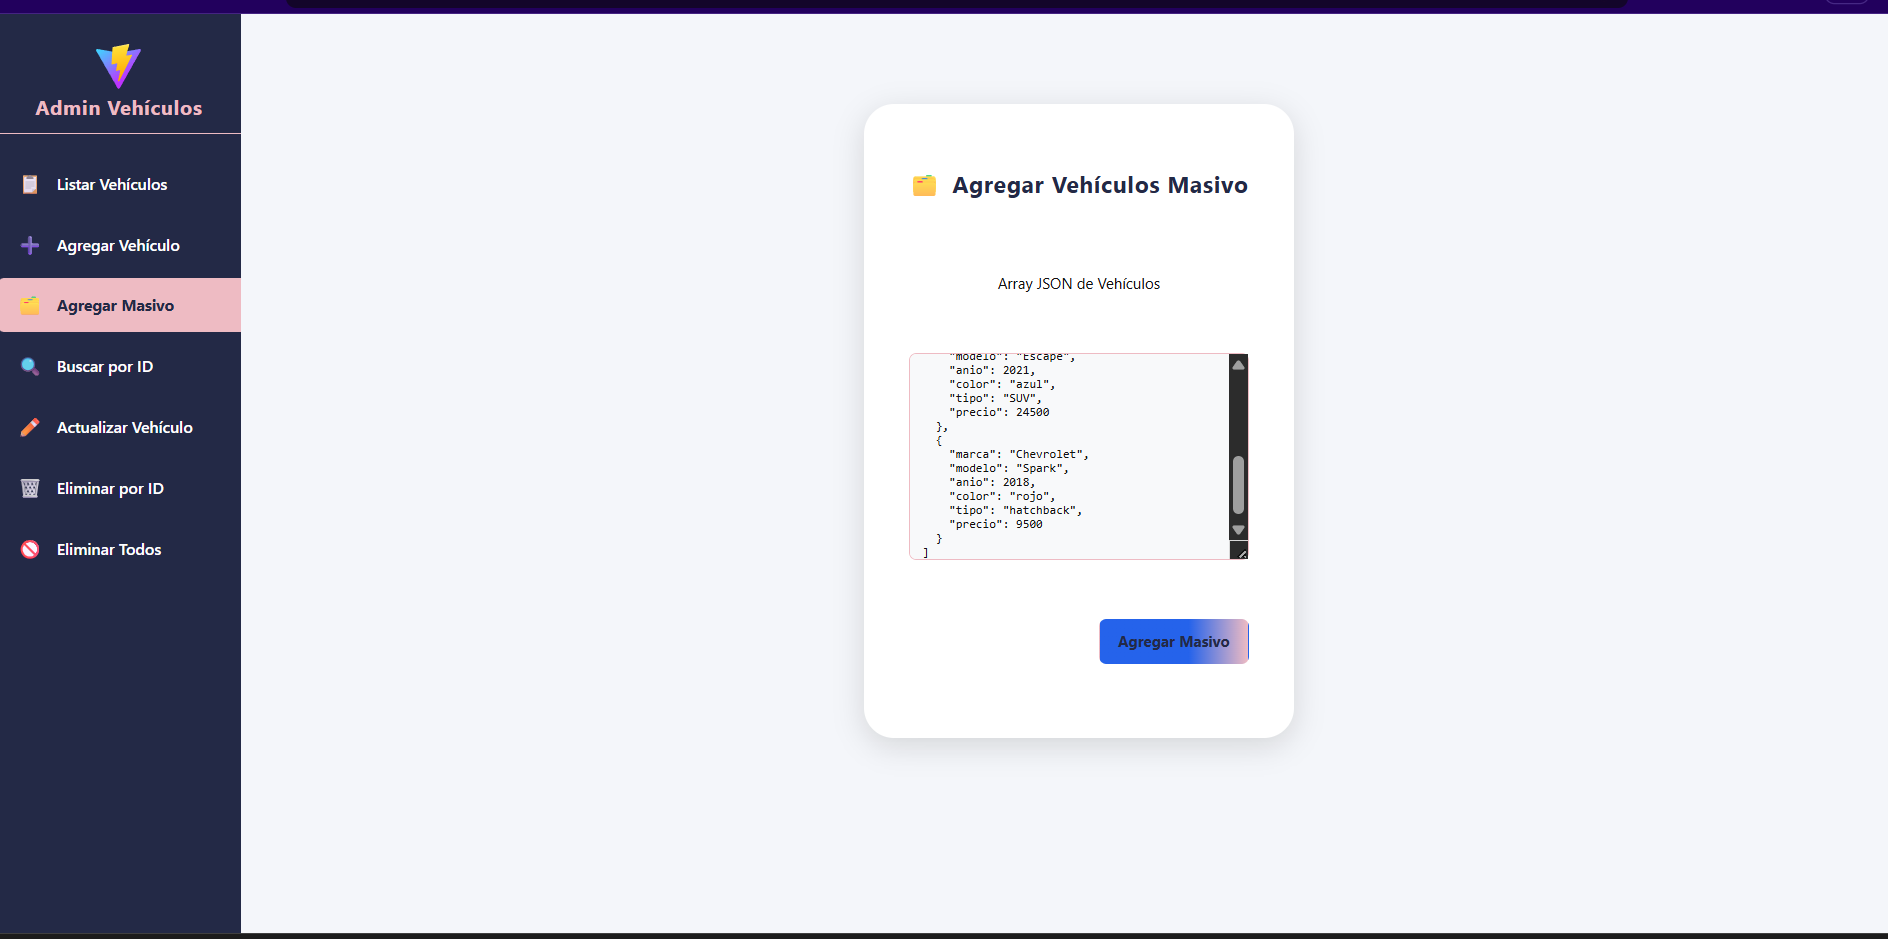 Admin Vehículos
Listar Vehículos
Agregar Vehículo
Agregar Masivo
Buscar por ID
Actualizar Vehículo
Eliminar por ID
Eliminar Todos
Agregar Vehículos Masivo
Array JSON de Vehículos
"modelo": "Escape",
"anio": 2021,
"color": "azul",
"tipo": "SUV",
"precio": 24500
},
{
"marca": "Chevrolet",
"modelo": "Spark",
"anio": 2018,
"color": "rojo",
"tipo": "hatchback",
"precio": 9500
}
]
Agregar Masivo